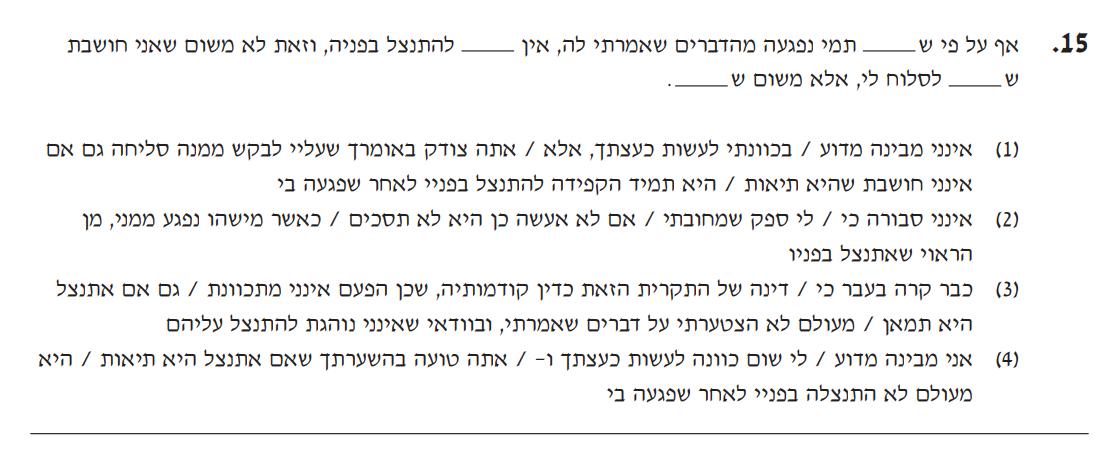 15. אף על פי ש_____ תמי נפגעה מהדברים שאמרתי לה, אין _____ להתנצל בפניה, וזאת לא משום שאני חושבת
ש_____ לסלוח לי, אלא משום ש_____.
(1) אינני מבינה מדוע / בכוונתי לעשות כעצתך, אלא / אתה צודק באומרך שעליי לבקש ממנה סליחה גם אם
אינני חושבת שהיא תיאות / היא תמיד הקפידה להתנצל בפניי לאחר שפגעה בי
(2) אינני סבורה כי / לי ספק שמחובתי / אם לא אעשה כן היא לא תסכים / כאשר מישהו נפגע ממני, מן
הראוי שאתנצל בפניו
(3) כבר קרה בעבר כי / דינה של התקרית הזאת כדין קודמותיה, שכן הפעם אינני מתכוונת / גם אם אתנצל
היא תמאן / מעולם לא הצטערתי על דברים שאמרתי, ובוודאי שאינני נוהגת להתנצל עליהם
(4) אני מבינה מדוע / לי שום כוונה לעשות כעצתך ו- / אתה טועה בהשערתך שאם אתנצל היא תיאות / היא
מעולם לא התנצלה בפניי לאחר שפגעה בי